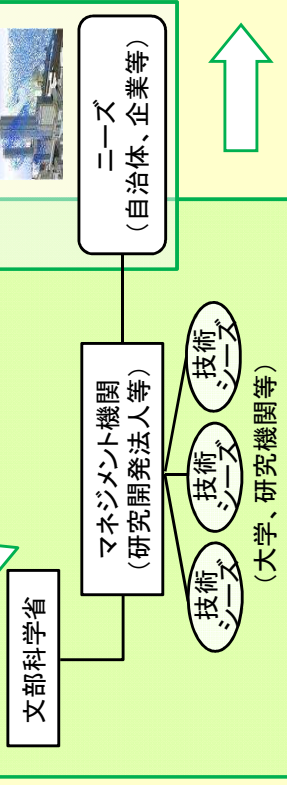 文部科学省
マネジメント機関
（研究開発法人等）
ニーズ
（自治体、企業等）
技術
シーズ
技術
シーズ
技術
シーズ
（大学、研究機関等）